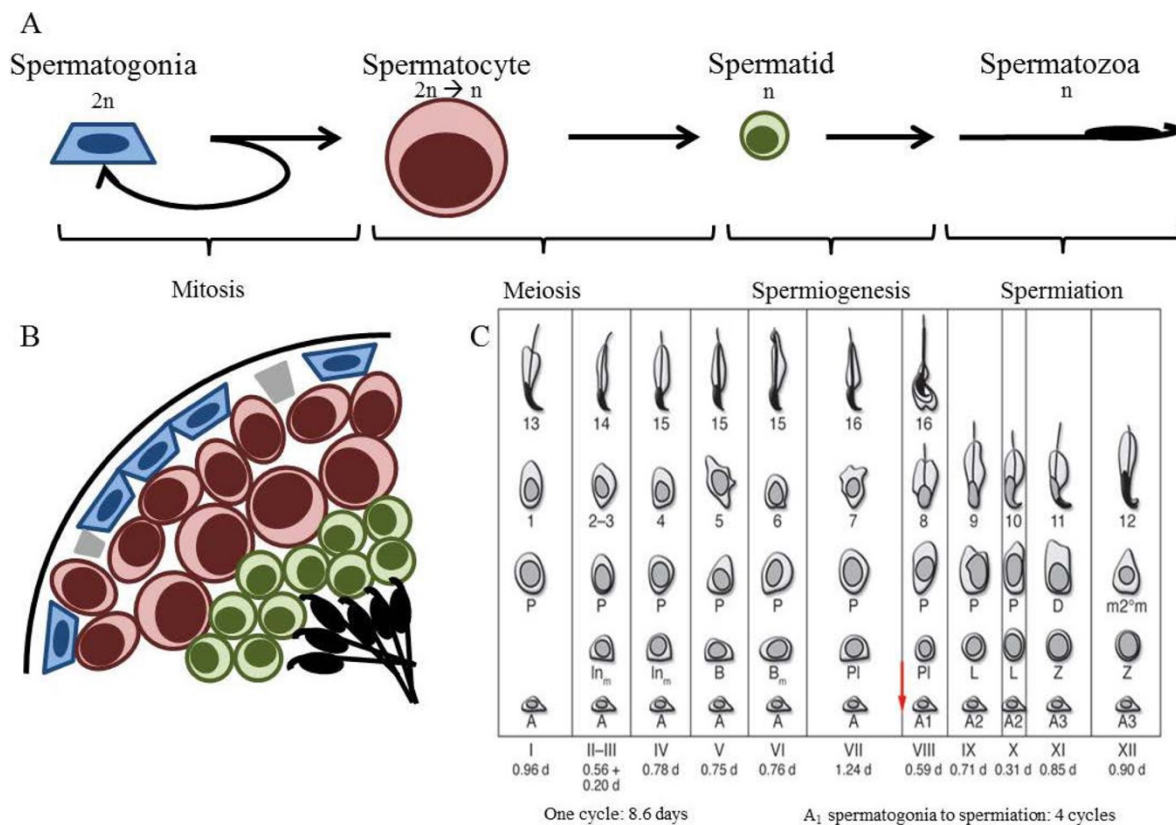 A
Spermatogonia
2n
Spermatocyte
2n → n
Spermatid
n
Spermatozoa
n
Mitosis
Meiosis
Spermiogenesis
Spermiation
B
C
13 14 15 15 15 16 16
1 2–3 4 5 6 7 8 9 10 11 12
P P P P P P P P P D m2°m
In_m In_m B B_m Pl Pl L L Z Z
A A A A A A A1 A2 A2 A3 A3
I II–III IV V VI VII VIII IX X XI XII
0.96 d 0.56 + 0.78 d 0.75 d 0.76 d 1.24 d 0.59 d 0.71 d 0.31 d 0.85 d 0.90 d
0.20 d
One cycle: 8.6 days
A₁ spermatogonia to spermiation: 4 cycles